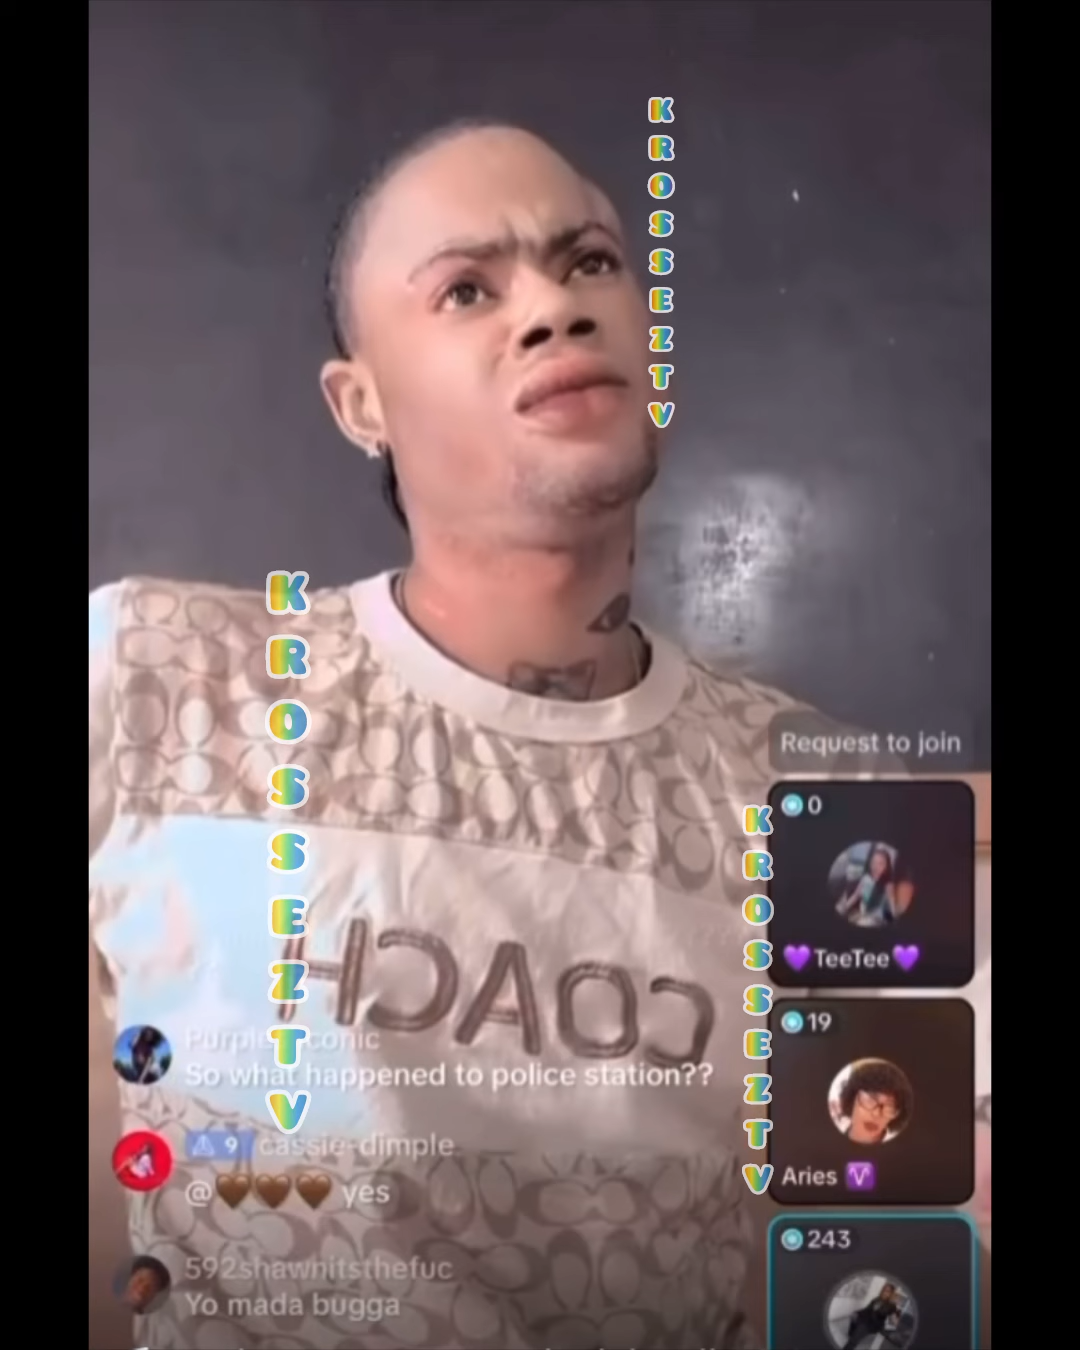 KROSSEZTV
KROSSEZTV
Request to join
0
💜TeeTee💜
KROSSEZTV
COACH
19
Aries ♈
So what happened to police station??
9 cassie-dimple
@🤎🤎🤎 yes
243
592shawnitsthefuc
Yo mada bugga